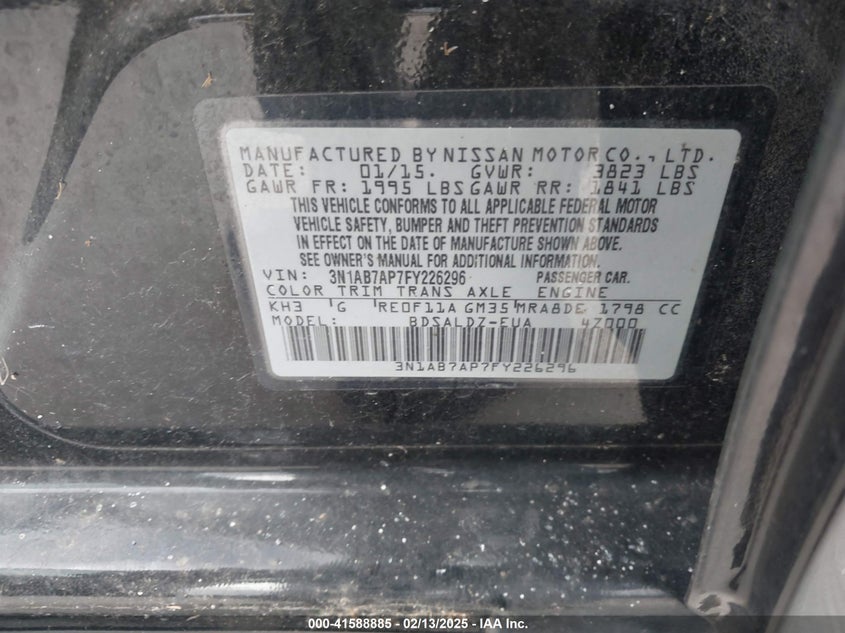 MANUFACTURED BY NISSAN MOTOR CO., LTD.
DATE: 01/15. GVWR: 3823 LBS
GAWR FR: 1995 LBS GAWR RR: 1841 LBS
THIS VEHICLE CONFORMS TO ALL APPLICABLE FEDERAL MOTOR
VEHICLE SAFETY, BUMPER AND THEFT PREVENTION STANDARDS
IN EFFECT ON THE DATE OF MANUFACTURE SHOWN ABOVE.
SEE OWNER'S MANUAL FOR ADDITIONAL INFORMATION.
VIN: 3N1AB7AP7FY226296 PASSENGER CAR.
COLOR TRIM TRANS AXLE ENGINE
KH3 G RE0F11A GM35 MRA8DE 1798 CC
MODEL: BDSALDZ-EUA 4Z000
3N1AB7AP7FY226296
000-41588885 - 02/13/2025 - IAAI.com